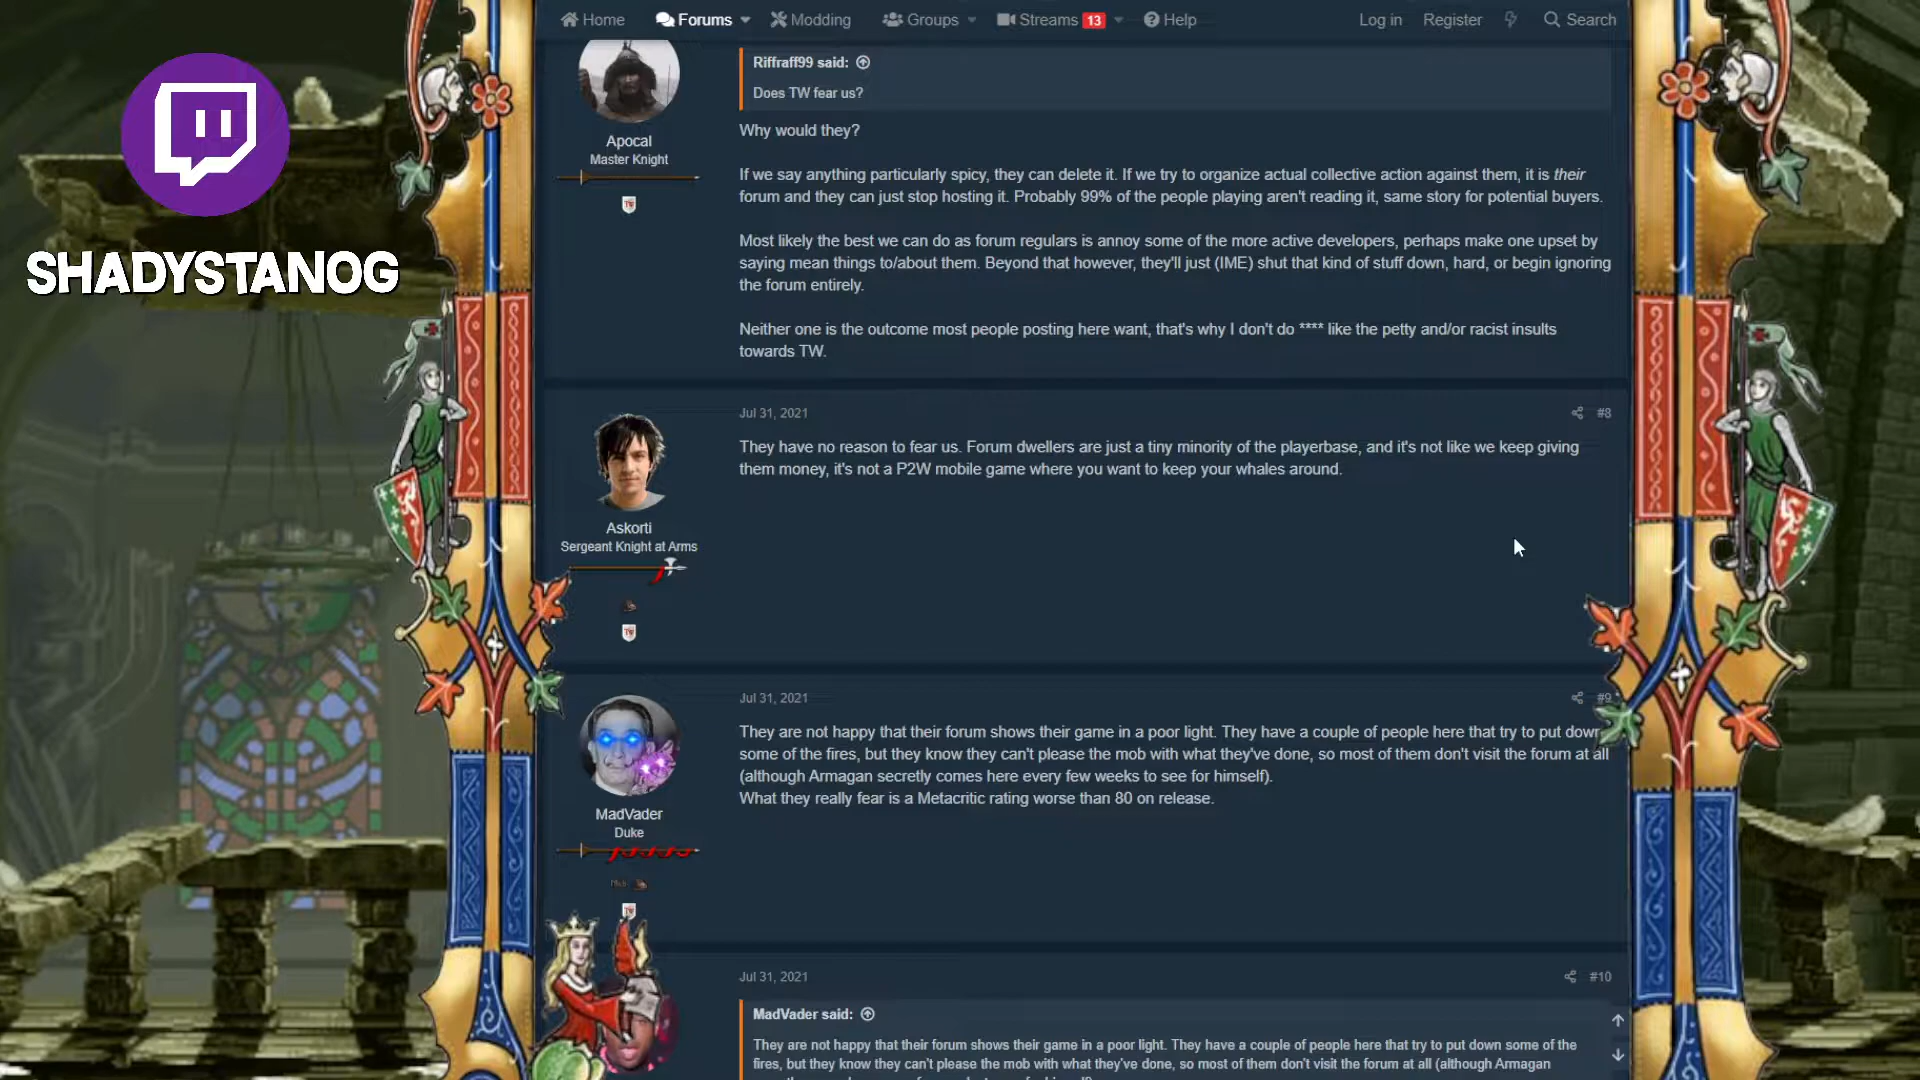 Home
Forums
Modding
Groups
Streams 13
Help
Log in
Register
Search
SHADYSTANOG
Apocal
Master Knight
Riffraff99 said:
Does TW fear us?
Why would they?
If we say anything particularly spicy, they can delete it. If we try to organize actual collective action against them, it is their
forum and they can just stop hosting it. Probably 99% of the people playing aren't reading it, same story for potential buyers.
Most likely the best we can do as forum regulars is annoy some of the more active developers, perhaps make one upset by
saying mean things to/about them. Beyond that however, they'll just (IME) shut that kind of stuff down, hard, or begin ignoring
the forum entirely.
Neither one is the outcome most people posting here want, that's why I don't do **** like the petty and/or racist insults
towards TW.
Jul 31, 2021
#8
Askorti
Sergeant Knight at Arms
They have no reason to fear us. Forum dwellers are just a tiny minority of the playerbase, and it's not like we keep giving
them money, it's not a P2W mobile game where you want to keep your whales around.
Jul 31, 2021
#9
MadVader
Duke
They are not happy that their forum shows their game in a poor light. They have a couple of people here that try to put down
some of the fires, but they know they can't please the mob with what they've done, so most of them don't visit the forum at all
(although Armagan secretly comes here every few weeks to see for himself).
What they really fear is a Metacritic rating worse than 80 on release.
Jul 31, 2021
#10
MadVader said:
They are not happy that their forum shows their game in a poor light. They have a couple of people here that try to put down some of the
fires, but they know they can't please the mob with what they've done, so most of them don't visit the forum at all (although Armagan